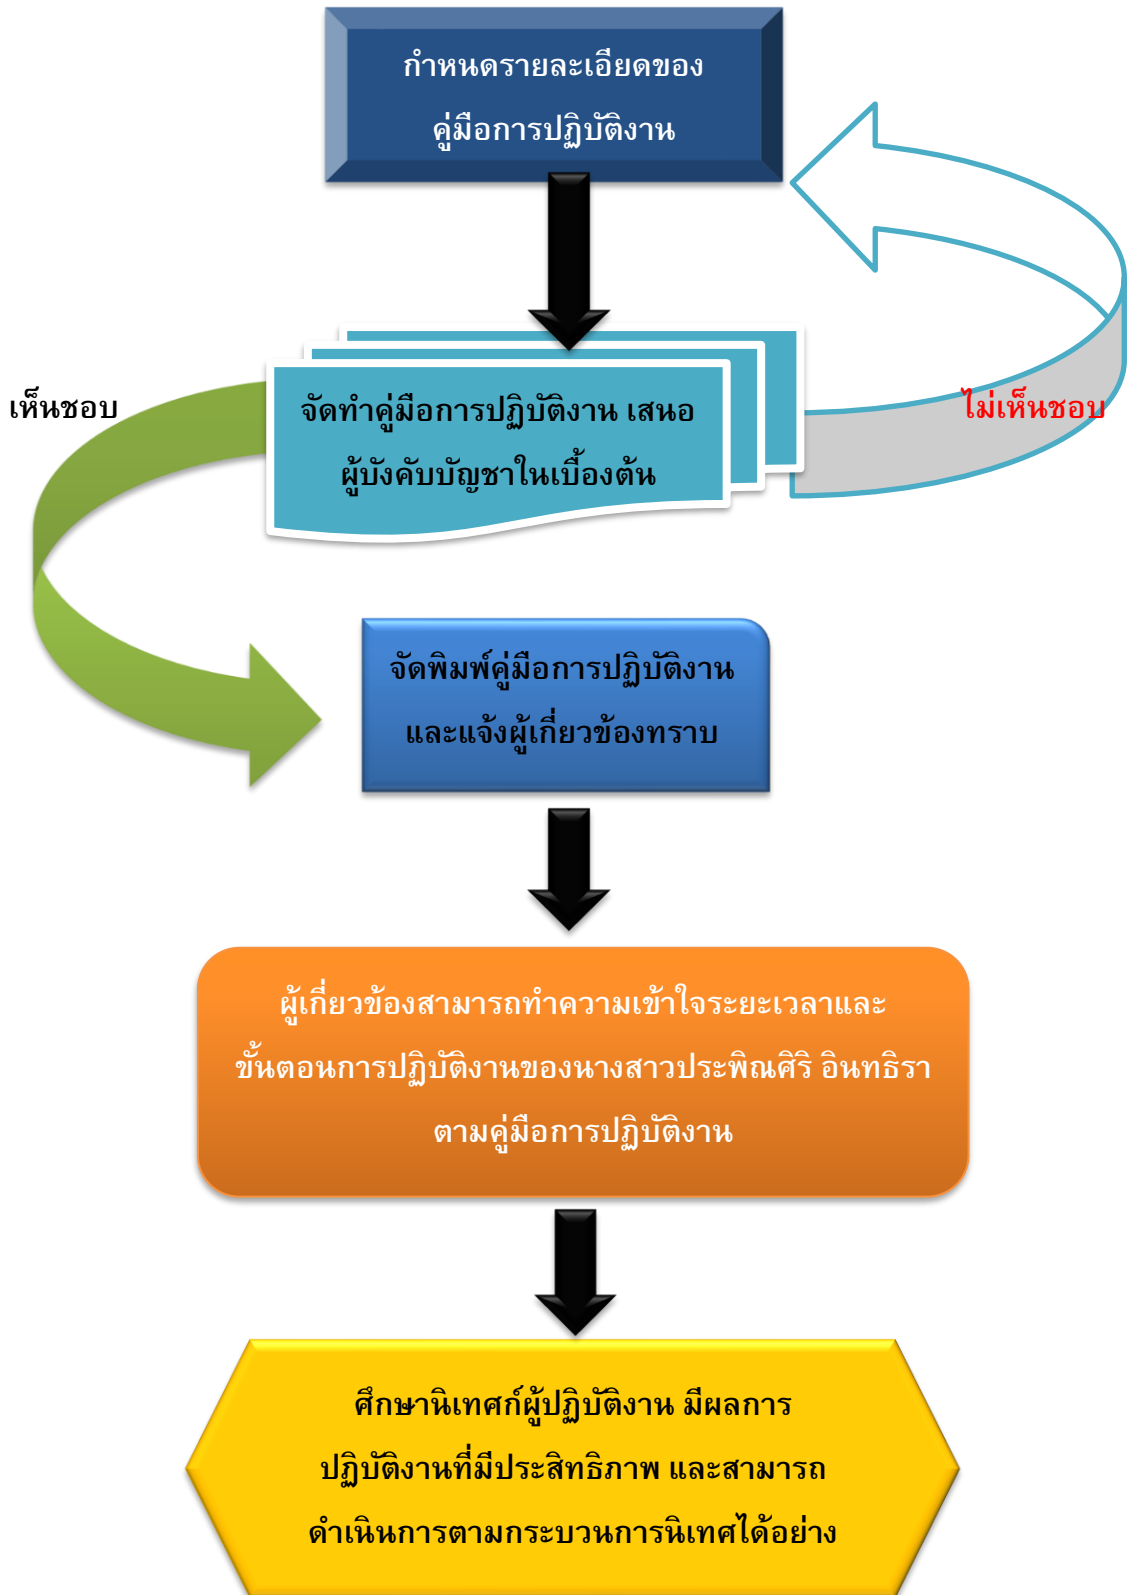 กำหนดรายละเอียดของ
คู่มือการปฏิบัติงาน
เห็นชอบ
จัดทำคู่มือการปฏิบัติงาน เสนอ
ผู้บังคับบัญชาในเบื้องต้น
ไม่เห็นชอบ
จัดพิมพ์คู่มือการปฏิบัติงาน
และแจ้งผู้เกี่ยวข้องทราบ
ผู้เกี่ยวข้องสามารถทำความเข้าใจระยะเวลาและ
ขั้นตอนการปฏิบัติงานของนางสาวประพิณศิริ อินทธิรา
ตามคู่มือการปฏิบัติงาน
ศึกษานิเทศก์ผู้ปฏิบัติงาน มีผลการ
ปฏิบัติงานที่มีประสิทธิภาพ และสามารถ
ดำเนินการตามกระบวนการนิเทศได้อย่าง